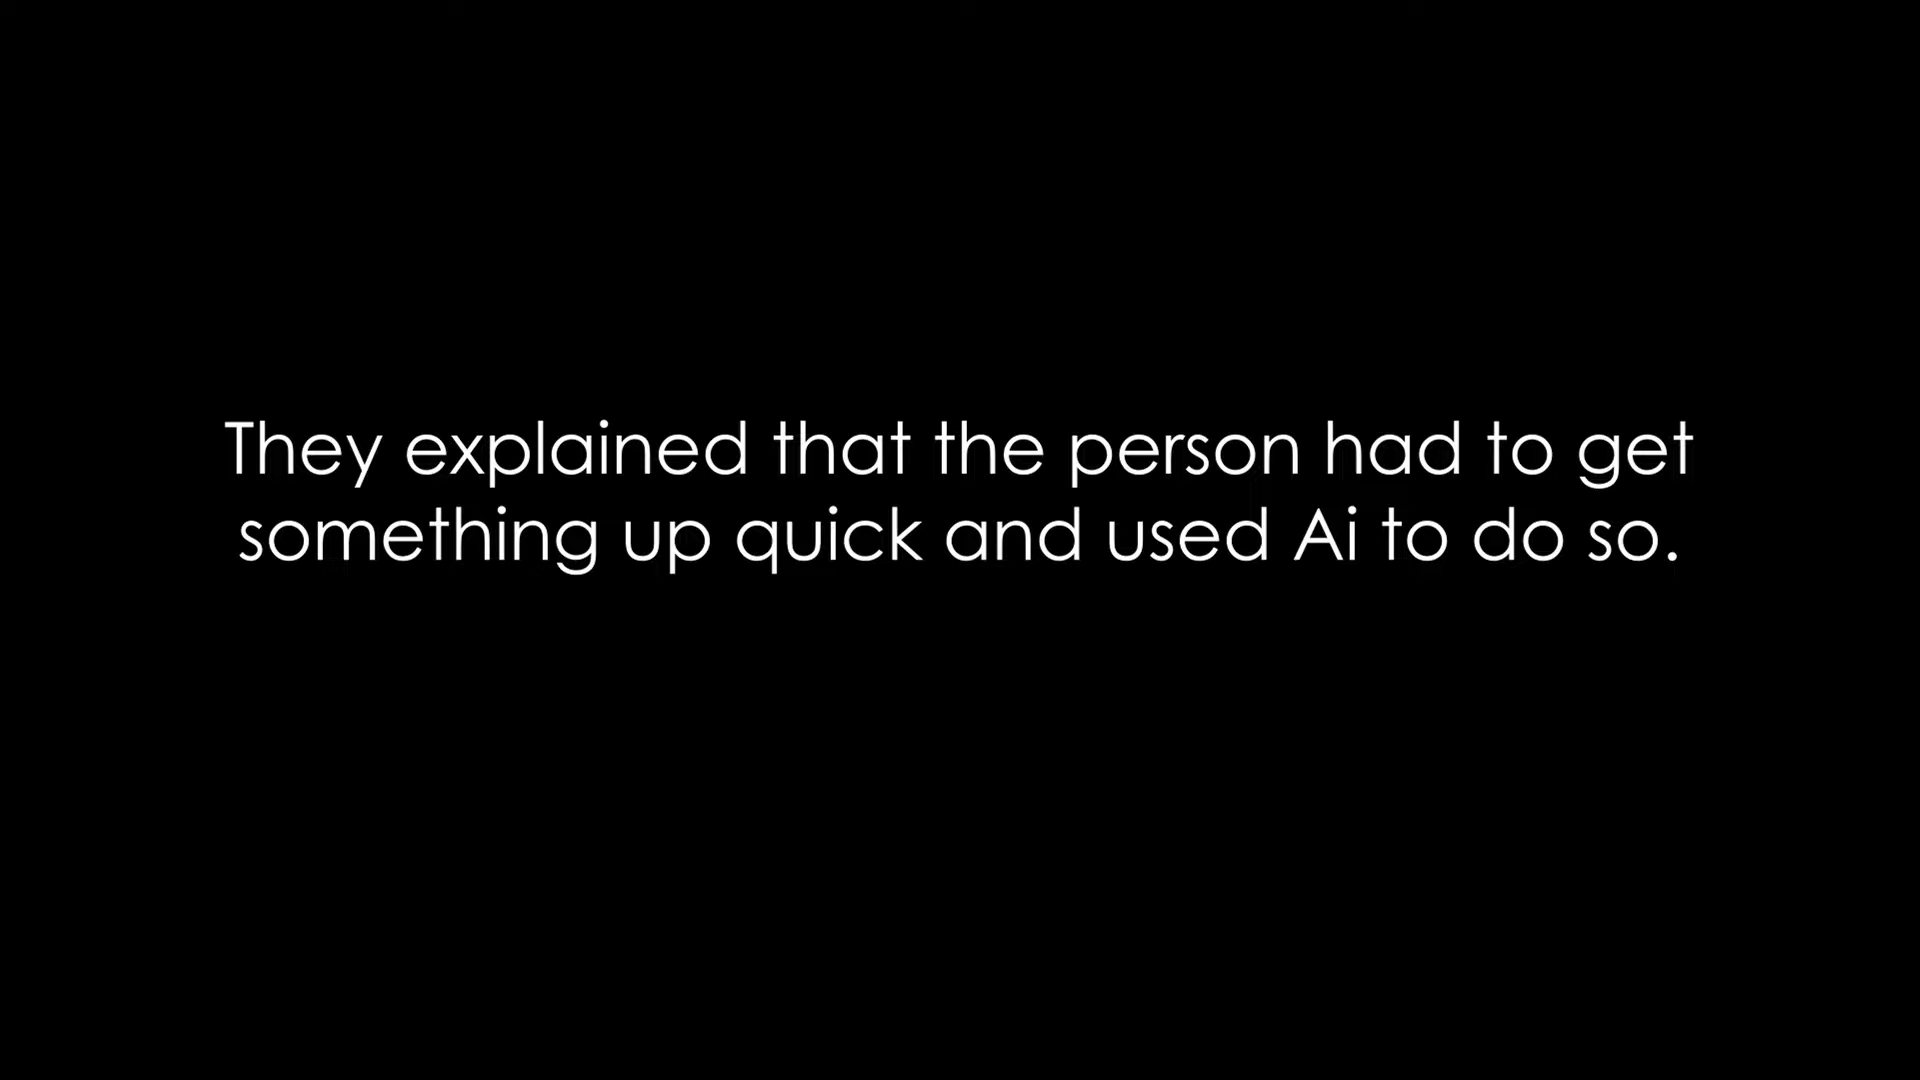 They explained that the person had to get
something up quick and used Ai to do so.